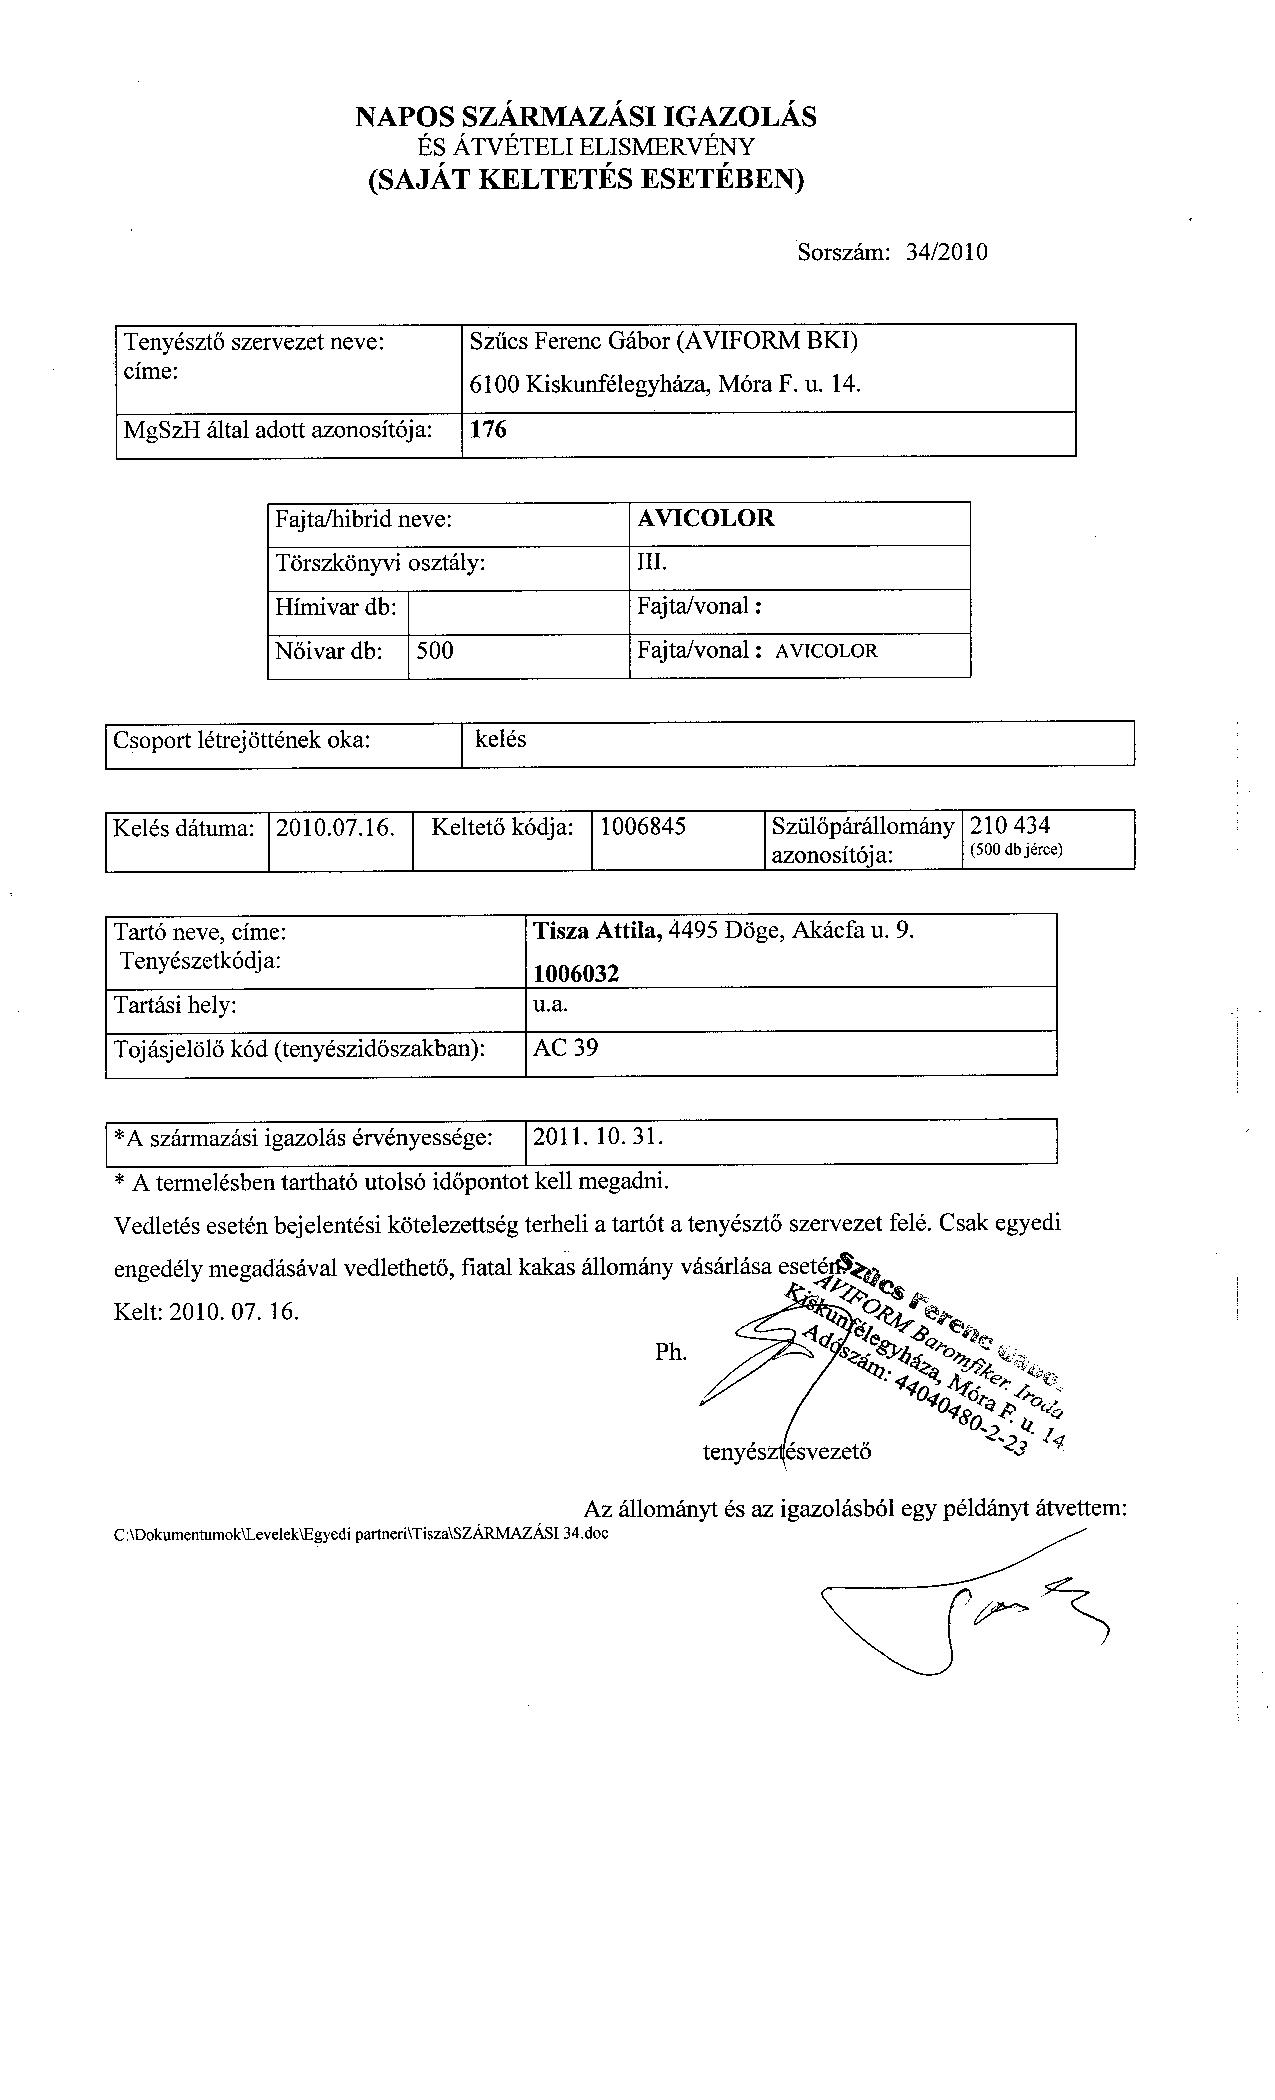 NAPOS SZÁRMAZÁSI IGAZOLÁS
ÉS ÁTVÉTELI ELISMERVÉNY
(SAJÁT KELTETÉS ESETÉBEN)
Sorszám: 34/2010
Tenyésztő szervezet neve: Szűcs Ferenc Gábor (AVIFORM BKI)
címe: 6100 Kiskunfélegyháza, Móra F. u. 14.
MgSzH által adott azonosítója: 176
Fajta/hibrid neve: AVICOLOR
Törszkönyvi osztály: III.
Hímivar db: Fajta/vonal :
Nőivar db: 500 Fajta/vonal : AVICOLOR
Csoport létrejöttének oka: kelés
Kelés dátuma: 2010.07.16. Keltető kódja: 1006845 Szülőpárállomány 210 434
azonosítója: (500 db jérce)
Tartó neve, címe: Tisza Attila, 4495 Döge, Akácfa u. 9.
Tenyészetkódja: 1006032
Tartási hely: u.a.
Tojásjelölő kód (tenyészidőszakban): AC 39
*A származási igazolás érvényessége: 2011. 10. 31.
* A termelésben tartható utolsó időpontot kell megadni.
Vedletés esetén bejelentési kötelezettség terheli a tartót a tenyésztő szervezet felé. Csak egyedi
engedély megadásával vedlethető, fiatal kakas állomány vásárlása esetén.
Kelt: 2010. 07. 16.
Szűcs Ferenc Gábor
AVIFORM Baromfiker. Iroda
Kiskunfélegyháza, Móra F. u. 14.
Adószám: 44040480-2-23
Ph.
tenyésztésvezető
Az állományt és az igazolásból egy példányt átvettem:
C:\Dokumentumok\Levelek\Egyedi partneri\Tisza\SZÁRMAZÁSI 34.doc